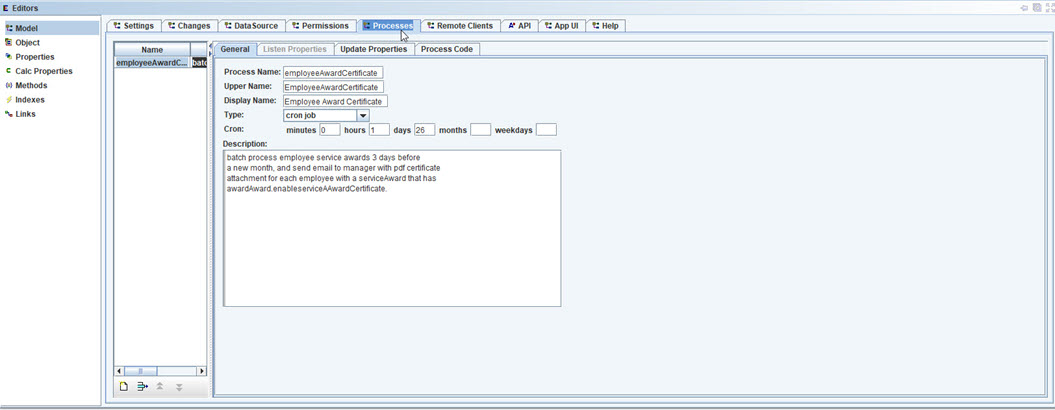 Editors
Model
Object
Properties
Calc Properties
Methods
Indexes
Links
Settings Changes DataSource Permissions Processes Remote Clients API App UI Help
Name
employeeAwardC... batc
General Listen Properties Update Properties Process Code
Process Name: employeeAwardCertificate
Upper Name: EmployeeAwardCertificate
Display Name: Employee Award Certificate
Type: cron job
Cron: minutes 0 hours 1 days 26 months weekdays
Description:
batch process employee service awards 3 days before
a new month, and send email to manager with pdf certificate
attachment for each employee with a serviceAward that has
awardAward.enableserviceAAwardCertificate.